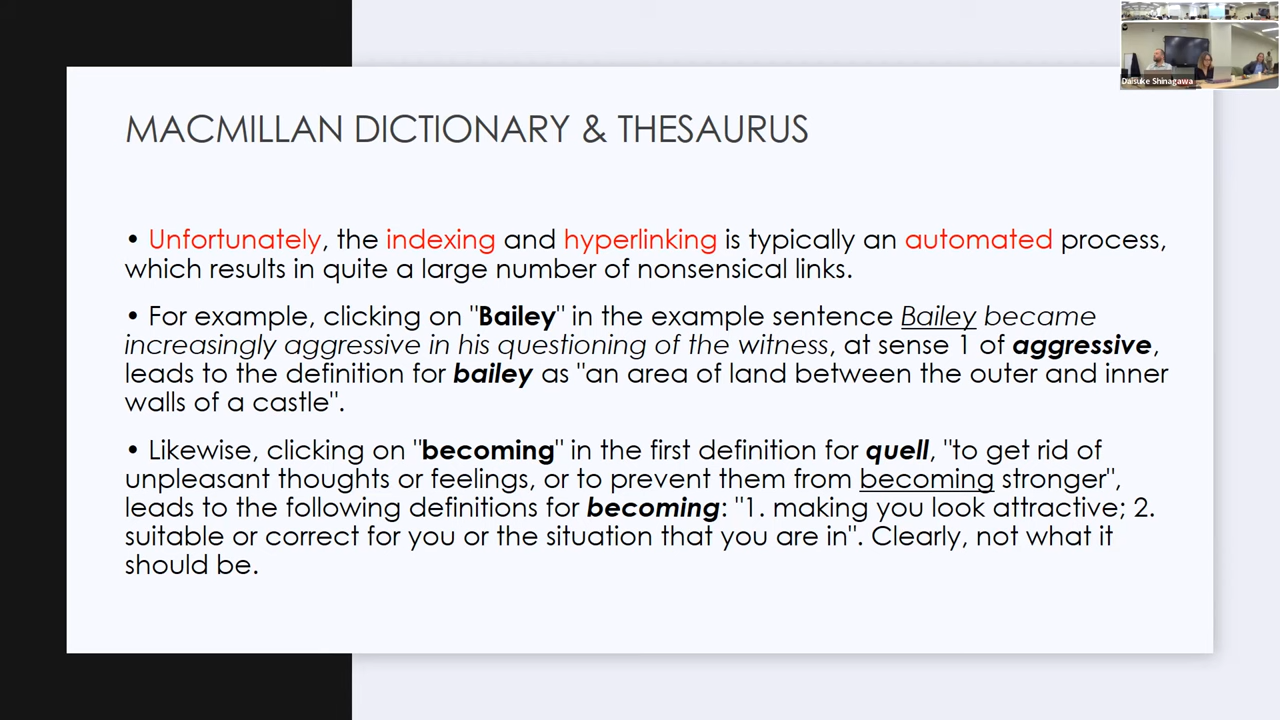 Daisuke Shinagawa
MACMILLAN DICTIONARY & THESAURUS
• Unfortunately, the indexing and hyperlinking is typically an automated process,
which results in quite a large number of nonsensical links.
• For example, clicking on "Bailey" in the example sentence Bailey became
increasingly aggressive in his questioning of the witness, at sense 1 of aggressive,
leads to the definition for bailey as "an area of land between the outer and inner
walls of a castle".
• Likewise, clicking on "becoming" in the first definition for quell, "to get rid of
unpleasant thoughts or feelings, or to prevent them from becoming stronger",
leads to the following definitions for becoming: "1. making you look attractive; 2.
suitable or correct for you or the situation that you are in". Clearly, not what it
should be.